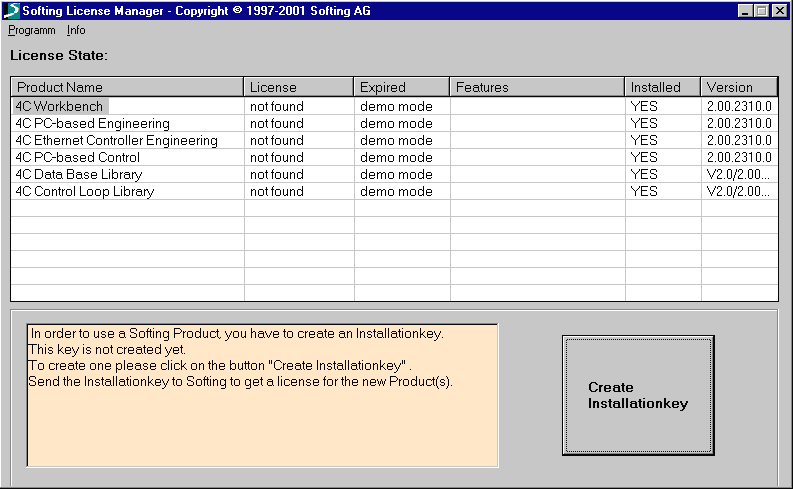 Softing License Manager - Copyright © 1997-2001 Softing AG
Programm Info
License State:
Product Name License Expired Features Installed Version
4C Workbench not found demo mode YES 2.00.2310.0
4C PC-based Engineering not found demo mode YES 2.00.2310.0
4C Ethernet Controller Engineering not found demo mode YES 2.00.2310.0
4C PC-based Control not found demo mode YES 2.00.2310.0
4C Data Base Library not found demo mode YES V2.0/2.00...
4C Control Loop Library not found demo mode YES V2.0/2.00...
In order to use a Softing Product, you have to create an Installationkey.
This key is not created yet.
To create one please click on the button "Create Installationkey" .
Send the Installationkey to Softing to get a license for the new Product(s).
Create
Installationkey